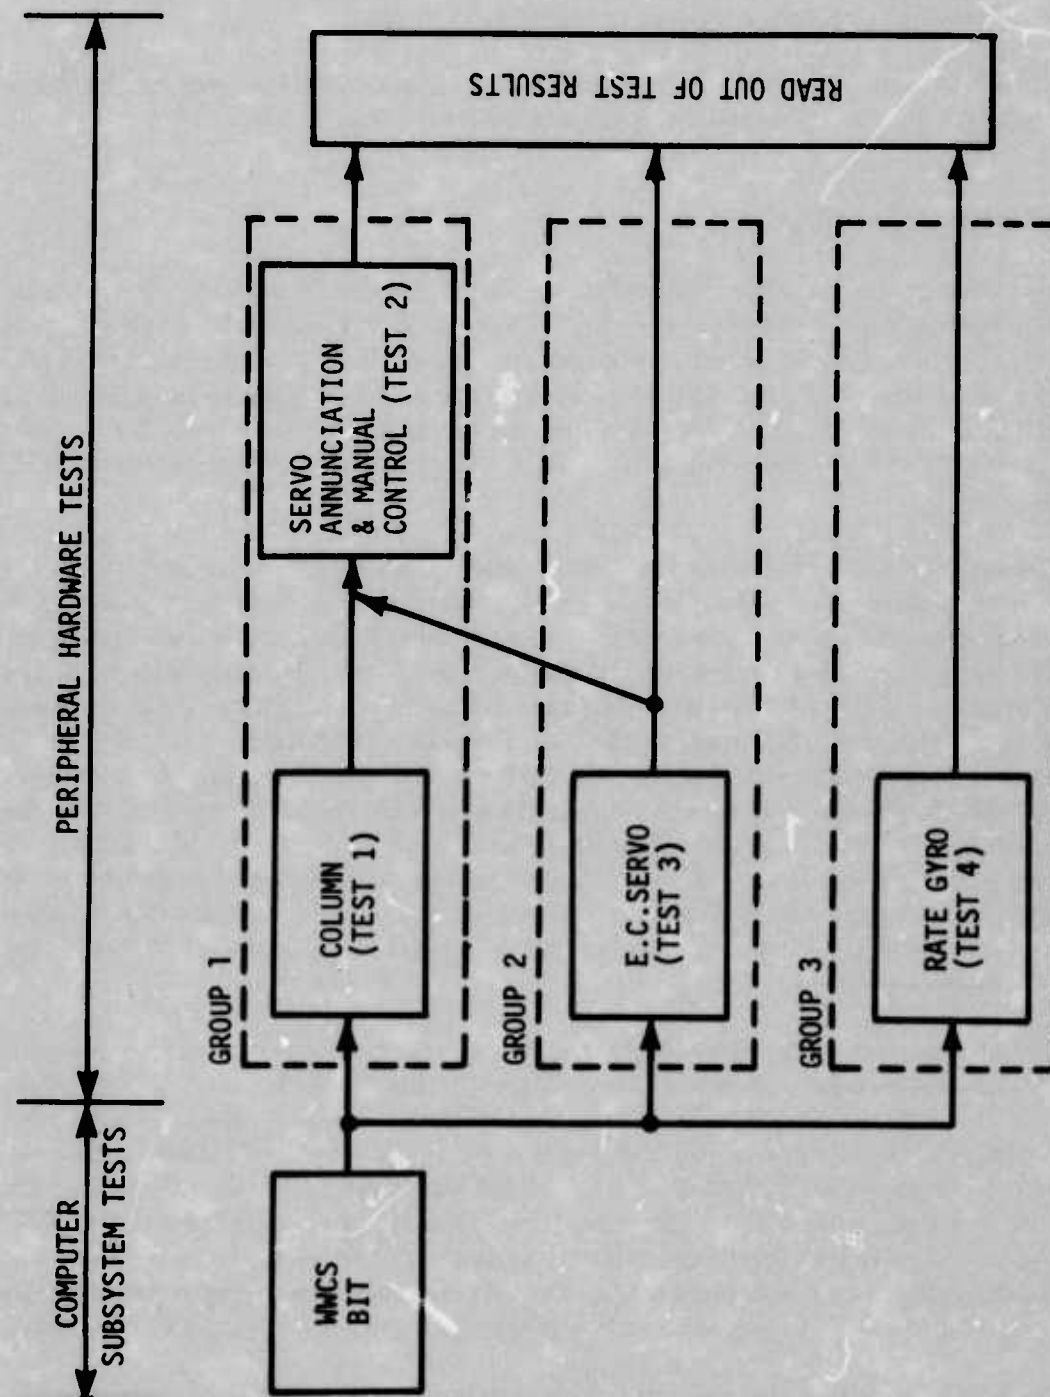 COMPUTER
SUBSYSTEM TESTS
PERIPHERAL HARDWARE TESTS
WWCS
BIT
GROUP 1
COLUMN
(TEST 1)
SERVO
ANNUNCIATION
& MANUAL
CONTROL (TEST 2)
GROUP 2
E.C.SERVO
(TEST 3)
GROUP 3
RATE GYRO
(TEST 4)
READ OUT OF TEST RESULTS